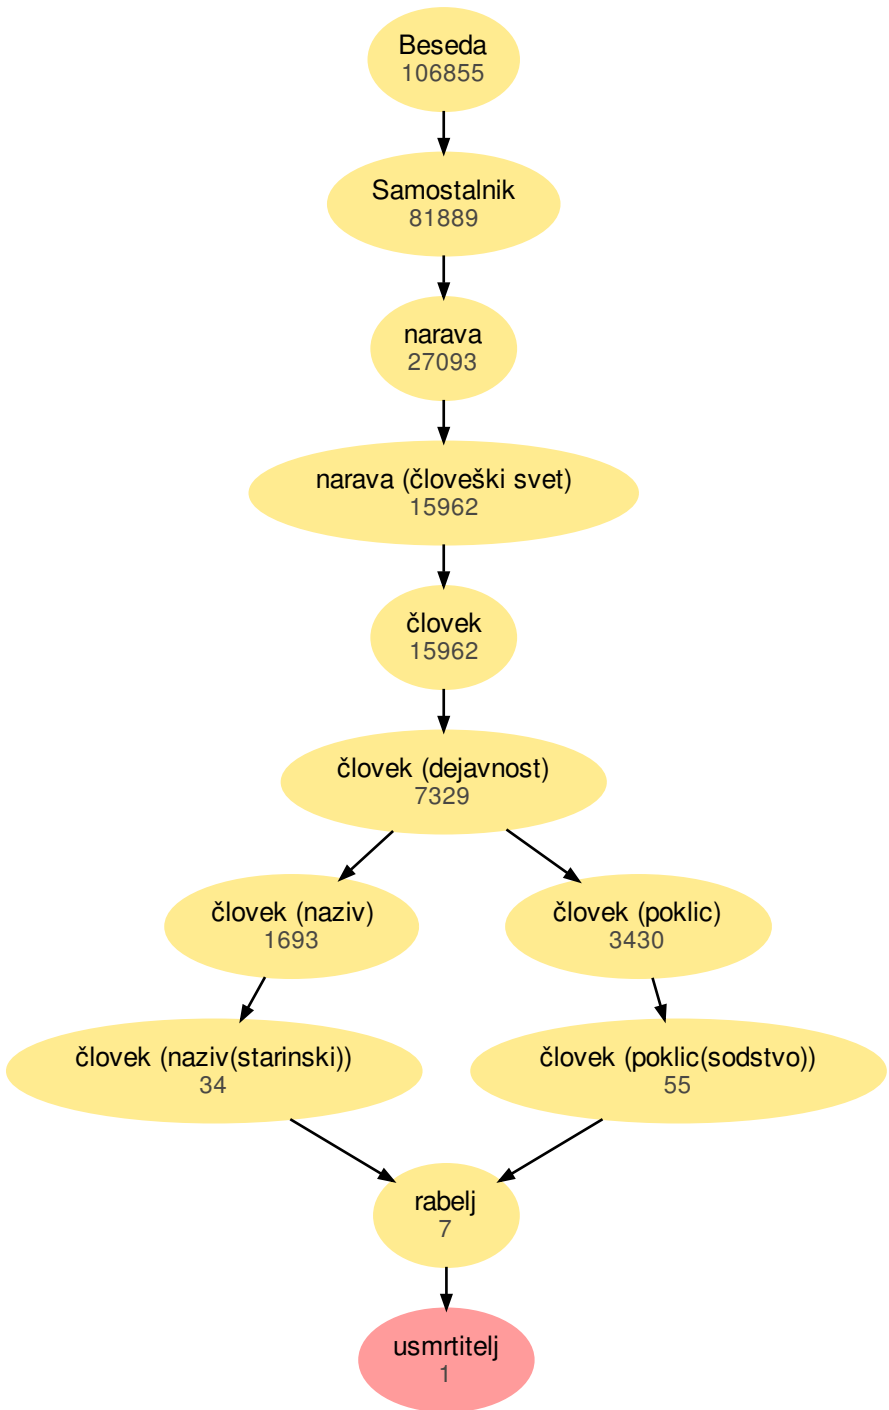 Beseda
106855
Samostalnik
81889
narava
27093
narava (človeški svet)
15962
človek
15962
človek (dejavnost)
7329
človek (naziv)
1693
človek (poklic)
3430
človek (naziv(starinski))
34
človek (poklic(sodstvo))
55
rabelj
7
usmrtitelj
1